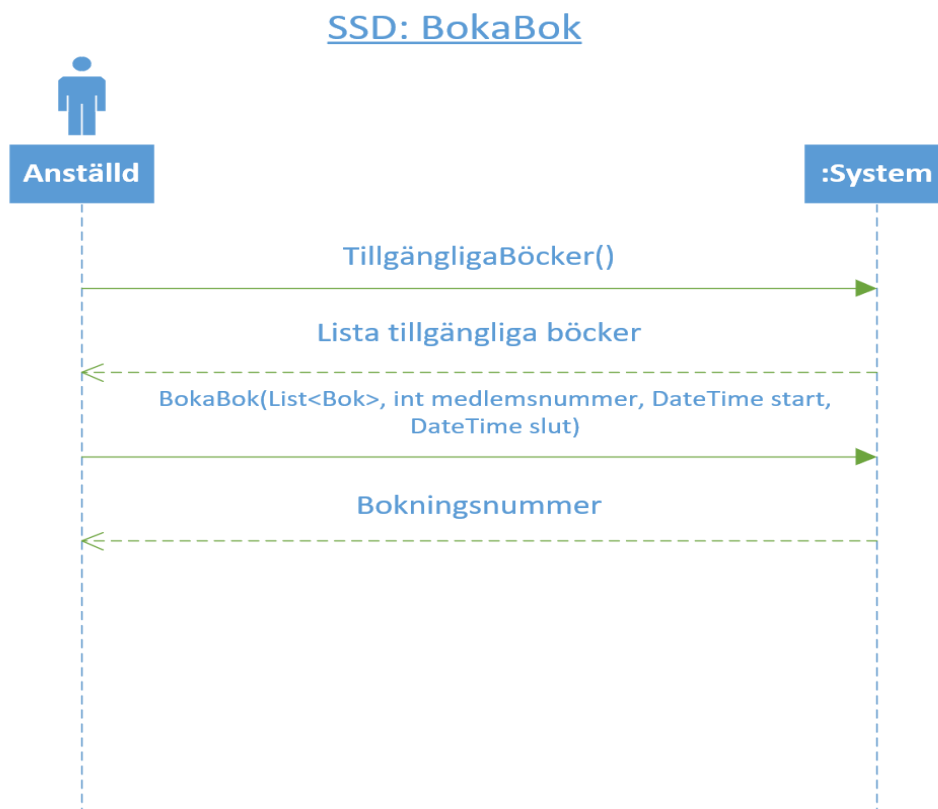 SSD: BokaBok
Anställd
:System
TillgängligaBöcker()
Lista tillgängliga böcker
BokaBok(List<Bok>, int medlemsnummer, DateTime start,
DateTime slut)
Bokningsnummer